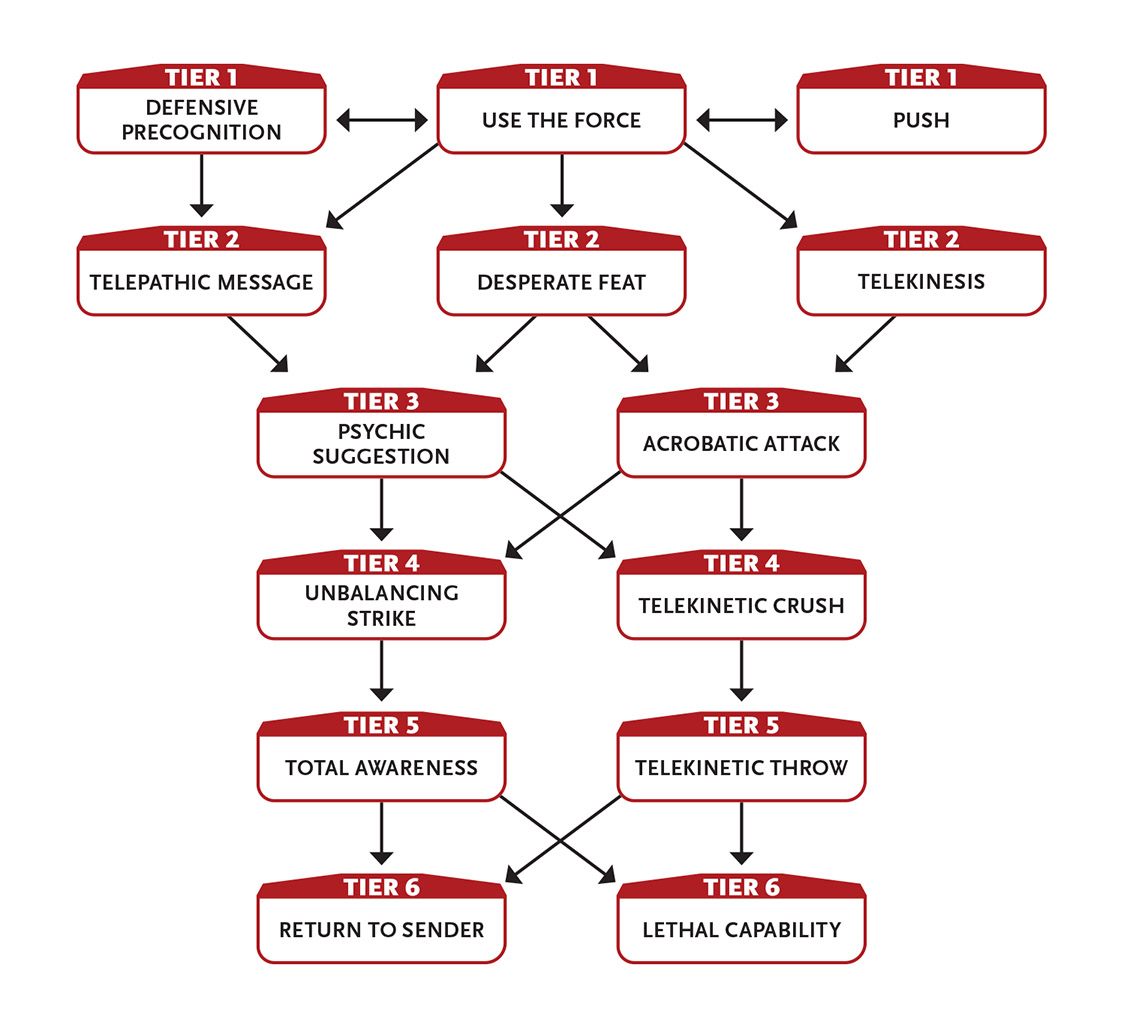 TIER 1
DEFENSIVE
PRECOGNITION
TIER 1
USE THE FORCE
TIER 1
PUSH
TIER 2
TELEPATHIC MESSAGE
TIER 2
DESPERATE FEAT
TIER 2
TELEKINESIS
TIER 3
PSYCHIC
SUGGESTION
TIER 3
ACROBATIC ATTACK
TIER 4
UNBALANCING
STRIKE
TIER 4
TELEKINETIC CRUSH
TIER 5
TOTAL AWARENESS
TIER 5
TELEKINETIC THROW
TIER 6
RETURN TO SENDER
TIER 6
LETHAL CAPABILITY